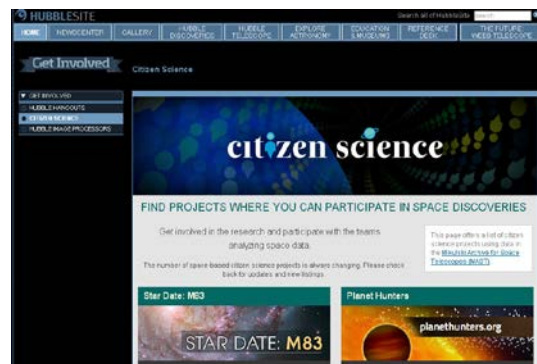 HUBBLESITE
Search all of HubbleSite
HOME
NEWSCENTER
GALLERY
HUBBLE DISCOVERIES
HUBBLE TELESCOPE
EXPLORE ASTRONOMY
EDUCATION & MUSEUMS
REFERENCE DESK
THE FUTURE: WEBB TELESCOPE
Get Involved
Citizen Science
GET INVOLVED
HUBBLE HANDOUTS
CITIZEN SCIENCE
HUBBLE IMAGE PROCESSORS
citizen science
FIND PROJECTS WHERE YOU CAN PARTICIPATE IN SPACE DISCOVERIES
Get involved in the research and participate with the teams
analyzing space data.
The number of space-based citizen science projects is always changing. Please check
back for updates and new listings.
This page offers a list of citizen
science projects using data in
the Mikulski Archive for Space
Telescopes (MAST).
Star Date: M83
STAR DATE: M83
Planet Hunters
planethunters.org